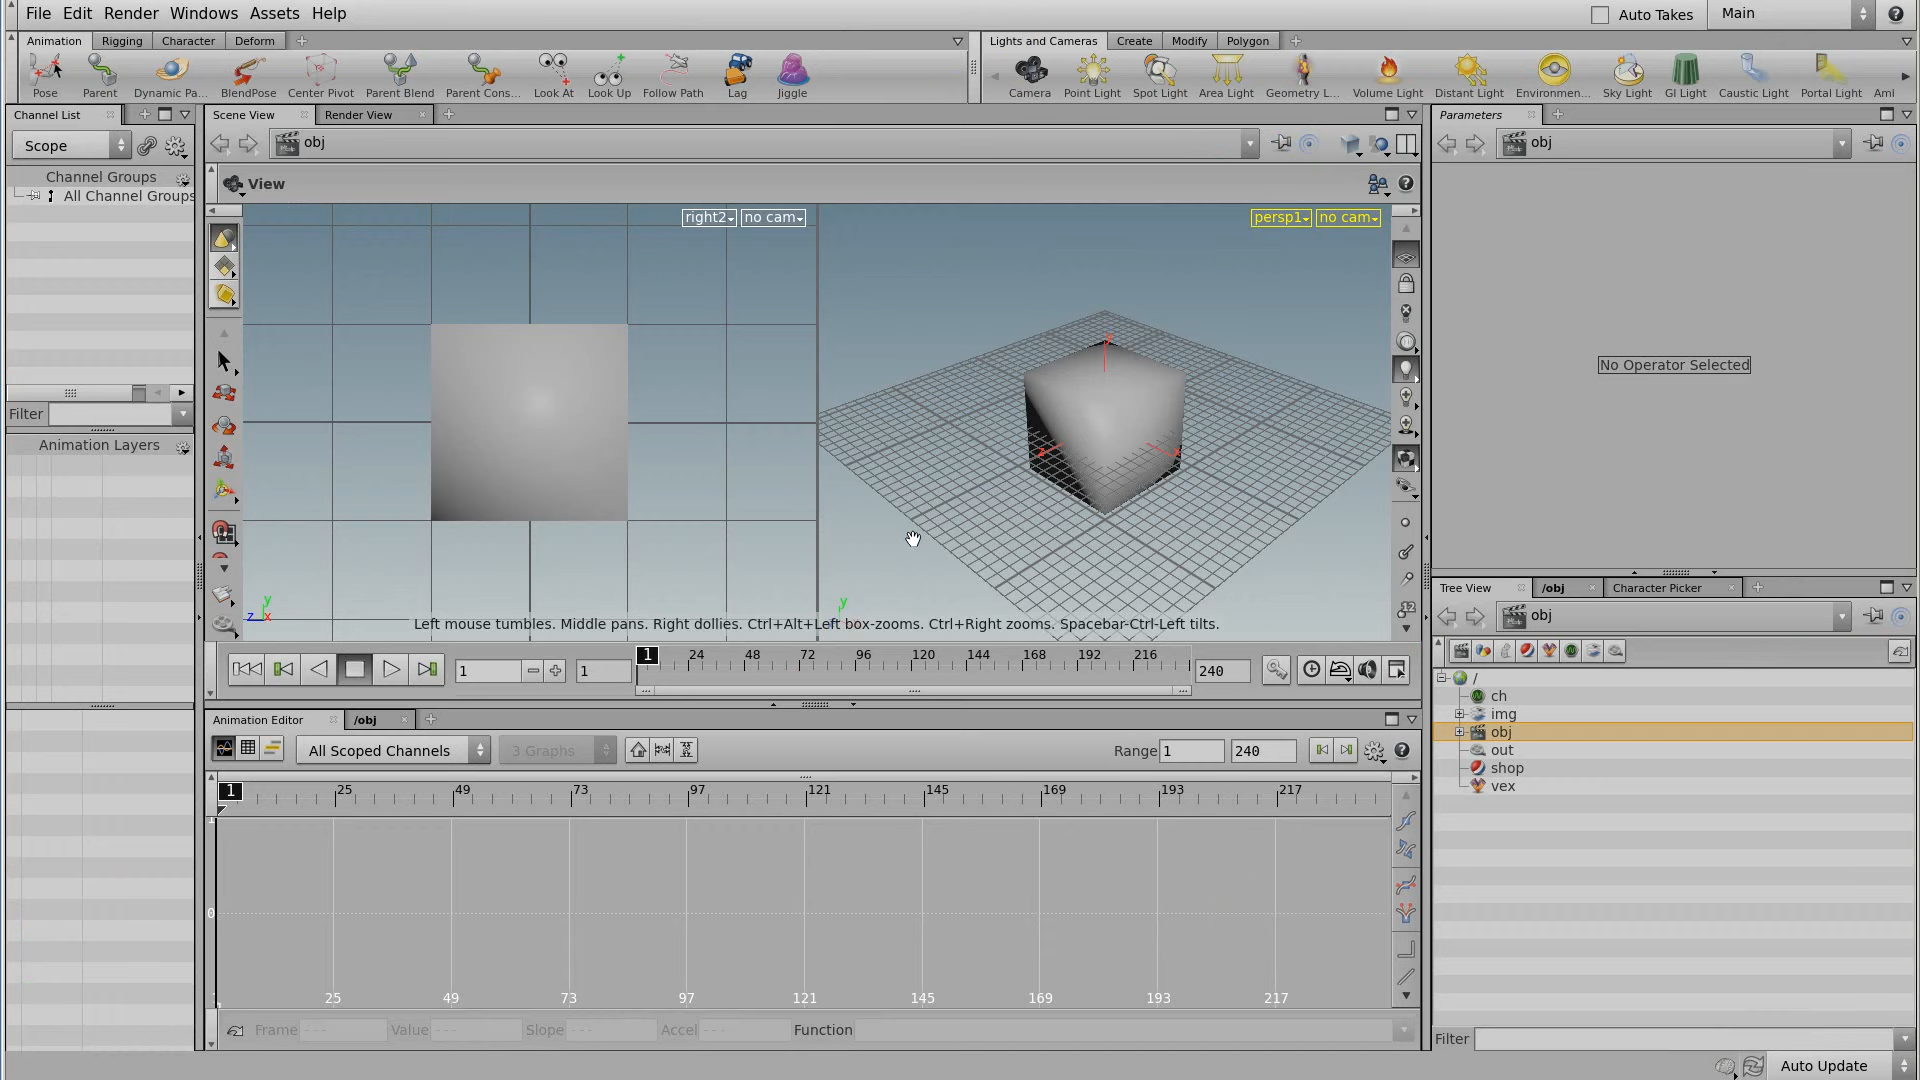 File Edit Render Windows Assets Help
Auto Takes Main
Animation Rigging Character Deform
Lights and Cameras Create Modify Polygon
Pose Parent Dynamic Pa... BlendPose Center Pivot Parent Blend Parent Cons... Look At Look Up Follow Path Lag Jiggle
Camera Point Light Spot Light Area Light Geometry L... Volume Light Distant Light Environmen... Sky Light GI Light Caustic Light Portal Light Aml
Channel List
Scene View Render View
Parameters
Scope
obj
obj
Channel Groups
All Channel Groups
View
right2 no cam
persp1 no cam
No Operator Selected
Filter
Animation Layers
y
z x
y
Left mouse tumbles. Middle pans. Right dollies. Ctrl+Alt+Left box-zooms. Ctrl+Right zooms. Spacebar-Ctrl-Left tilts.
1 1 1 24 48 72 96 120 144 168 192 216 240
Tree View /obj Character Picker
obj
/
ch
img
obj
out
shop
vex
Animation Editor /obj
All Scoped Channels 3 Graphs Range 1 240
1 25 49 73 97 121 145 169 193 217
0
25 49 73 97 121 145 169 193 217
Frame --- Value --- Slope --- Accel --- Function
Filter
Auto Update